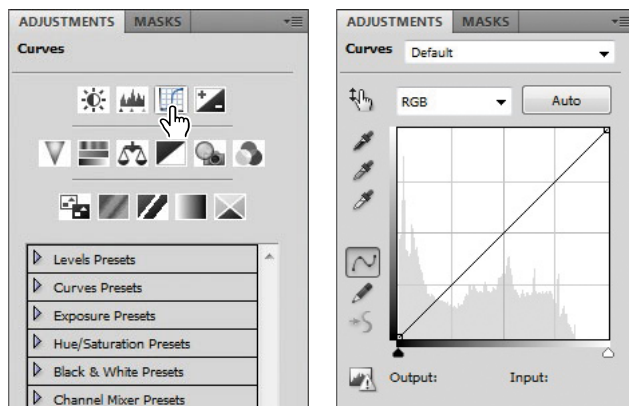 ADJUSTMENTS MASKS
Curves
Levels Presets
Curves Presets
Exposure Presets
Hue/Saturation Presets
Black & White Presets
Channel Mixer Presets
ADJUSTMENTS MASKS
Curves Default
RGB Auto
Output: Input: